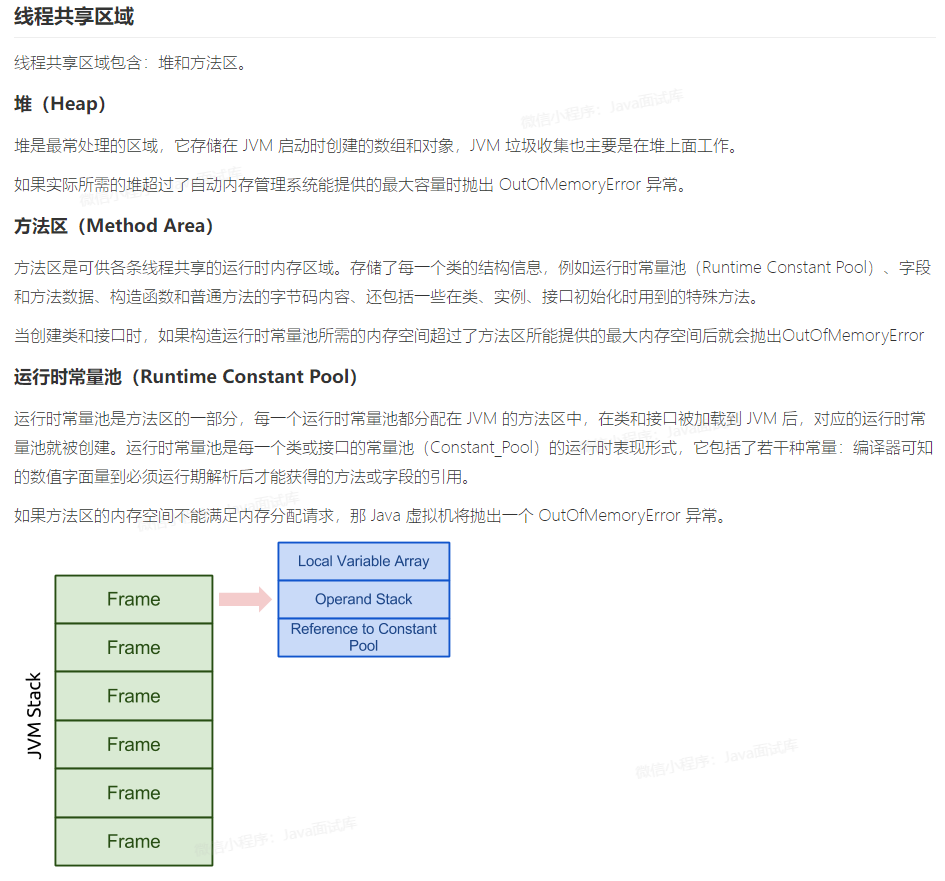 线程共享区域
线程共享区域包含：堆和方法区。
堆（Heap）
堆是最常处理的区域，它存储在 JVM 启动时创建的数组和对象，JVM 垃圾收集也主要是在堆上面工作。
如果实际所需的堆超过了自动内存管理系统能提供的最大容量时抛出 OutOfMemoryError 异常。
方法区（Method Area）
方法区是可供各条线程共享的运行时内存区域。存储了每一个类的结构信息，例如运行时常量池（Runtime Constant Pool）、字段
和方法数据、构造函数和普通方法的字节码内容、还包括一些在类、实例、接口初始化时用到的特殊方法。
当创建类和接口时，如果构造运行时常量池所需的内存空间超过了方法区所能提供的最大内存空间后就会抛出OutOfMemoryError
运行时常量池（Runtime Constant Pool）
运行时常量池是方法区的一部分，每一个运行时常量池都分配在 JVM 的方法区中，在类和接口被加载到 JVM 后，对应的运行时常
量池就被创建。运行时常量池是每一个类或接口的常量池（Constant_Pool）的运行时表现形式，它包括了若干种常量：编译器可知
的数值字面量到必须运行期解析后才能获得的方法或字段的引用。
如果方法区的内存空间不能满足内存分配请求，那 Java 虚拟机将抛出一个 OutOfMemoryError 异常。
Local Variable Array
Operand Stack
Reference to Constant
Pool
Frame
Frame
Frame
Frame
Frame
Frame
JVM Stack
微信小程序：Java面试库
微信小程序：Java面试库
微信小程序：Java面试库